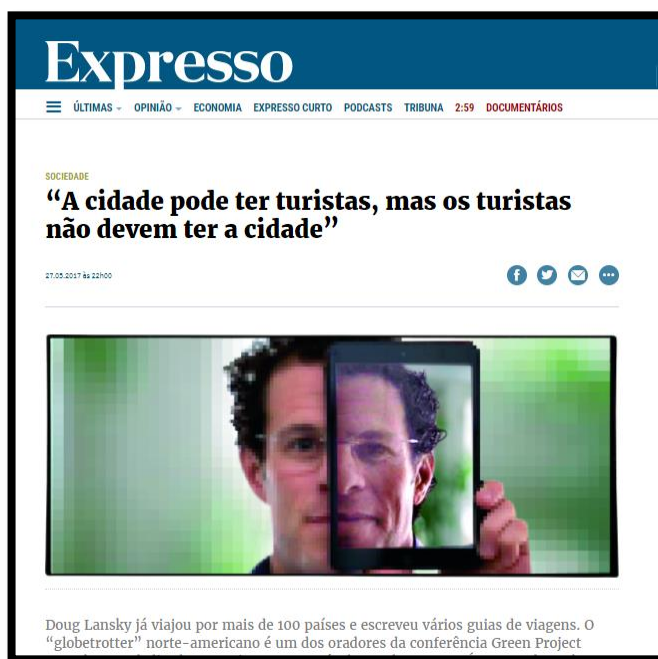 Expresso
ÚLTIMAS OPINIÃO ECONOMIA EXPRESSO CURTO PODCASTS TRIBUNA 2:59 DOCUMENTÁRIOS
SOCIEDADE
“A cidade pode ter turistas, mas os turistas
não devem ter a cidade”
27.05.2017 às 22h00
Doug Lansky já viajou por mais de 100 países e escreveu vários guias de viagens. O
“globetrotter” norte-americano é um dos oradores da conferência Green Project